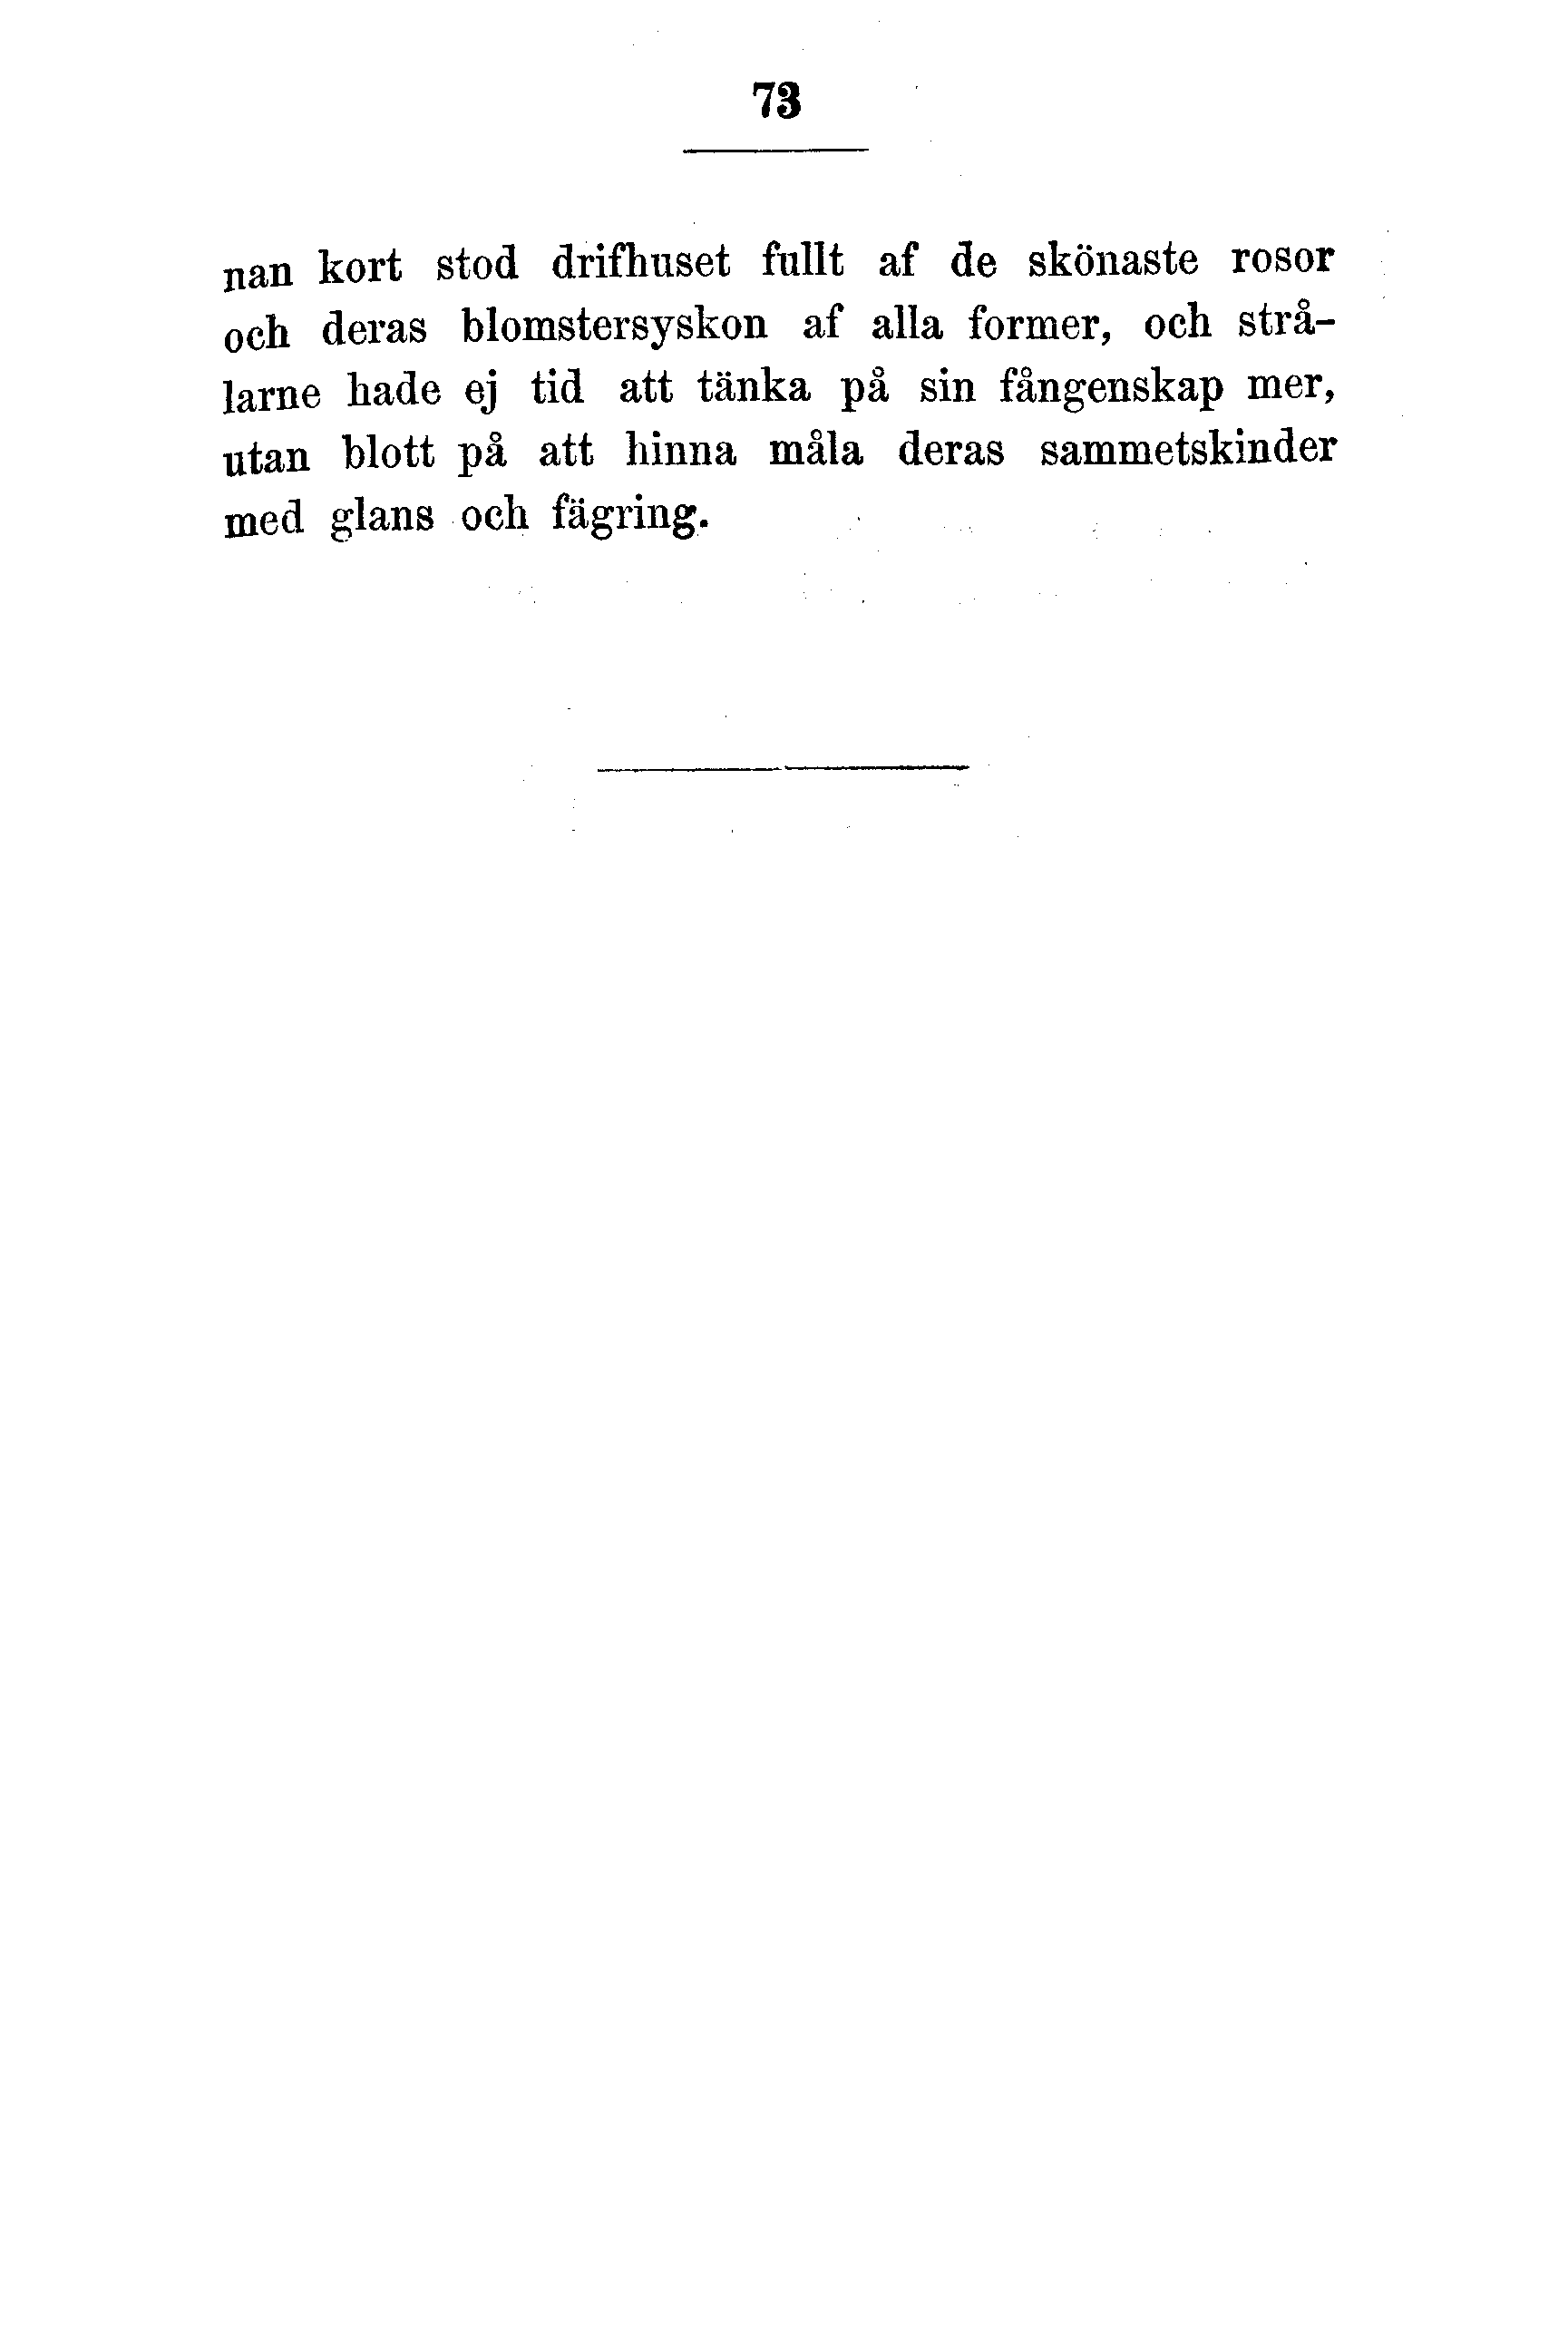 73
nan kort stod drifhuset fullt af de skönaste rosor
och deras blomstersyskon af alla former, och strå-
larne hade ej tid att tänka på sin fångenskap mer,
utan blott på att hinna måla deras sammetskinder
med glans och fägring.